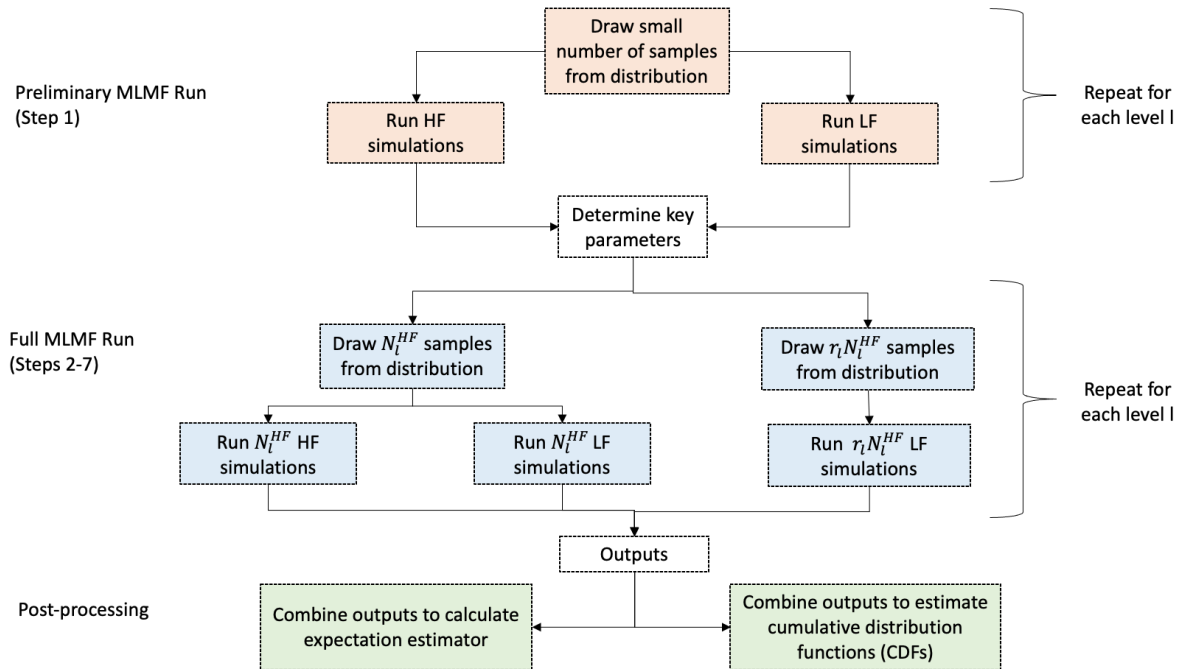 Draw small
number of samples
from distribution
Preliminary MLMF Run
(Step 1)
Run HF
simulations
Run LF
simulations
Repeat for
each level l
Determine key
parameters
Full MLMF Run
(Steps 2-7)
Draw $N_l^{HF}$ samples
from distribution
Draw $r_l N_l^{HF}$ samples
from distribution
Repeat for
each level l
Run $N_l^{HF}$ HF
simulations
Run $N_l^{HF}$ LF
simulations
Run $r_l N_l^{HF}$ LF
simulations
Outputs
Post-processing
Combine outputs to calculate
expectation estimator
Combine outputs to estimate
cumulative distribution
functions (CDFs)